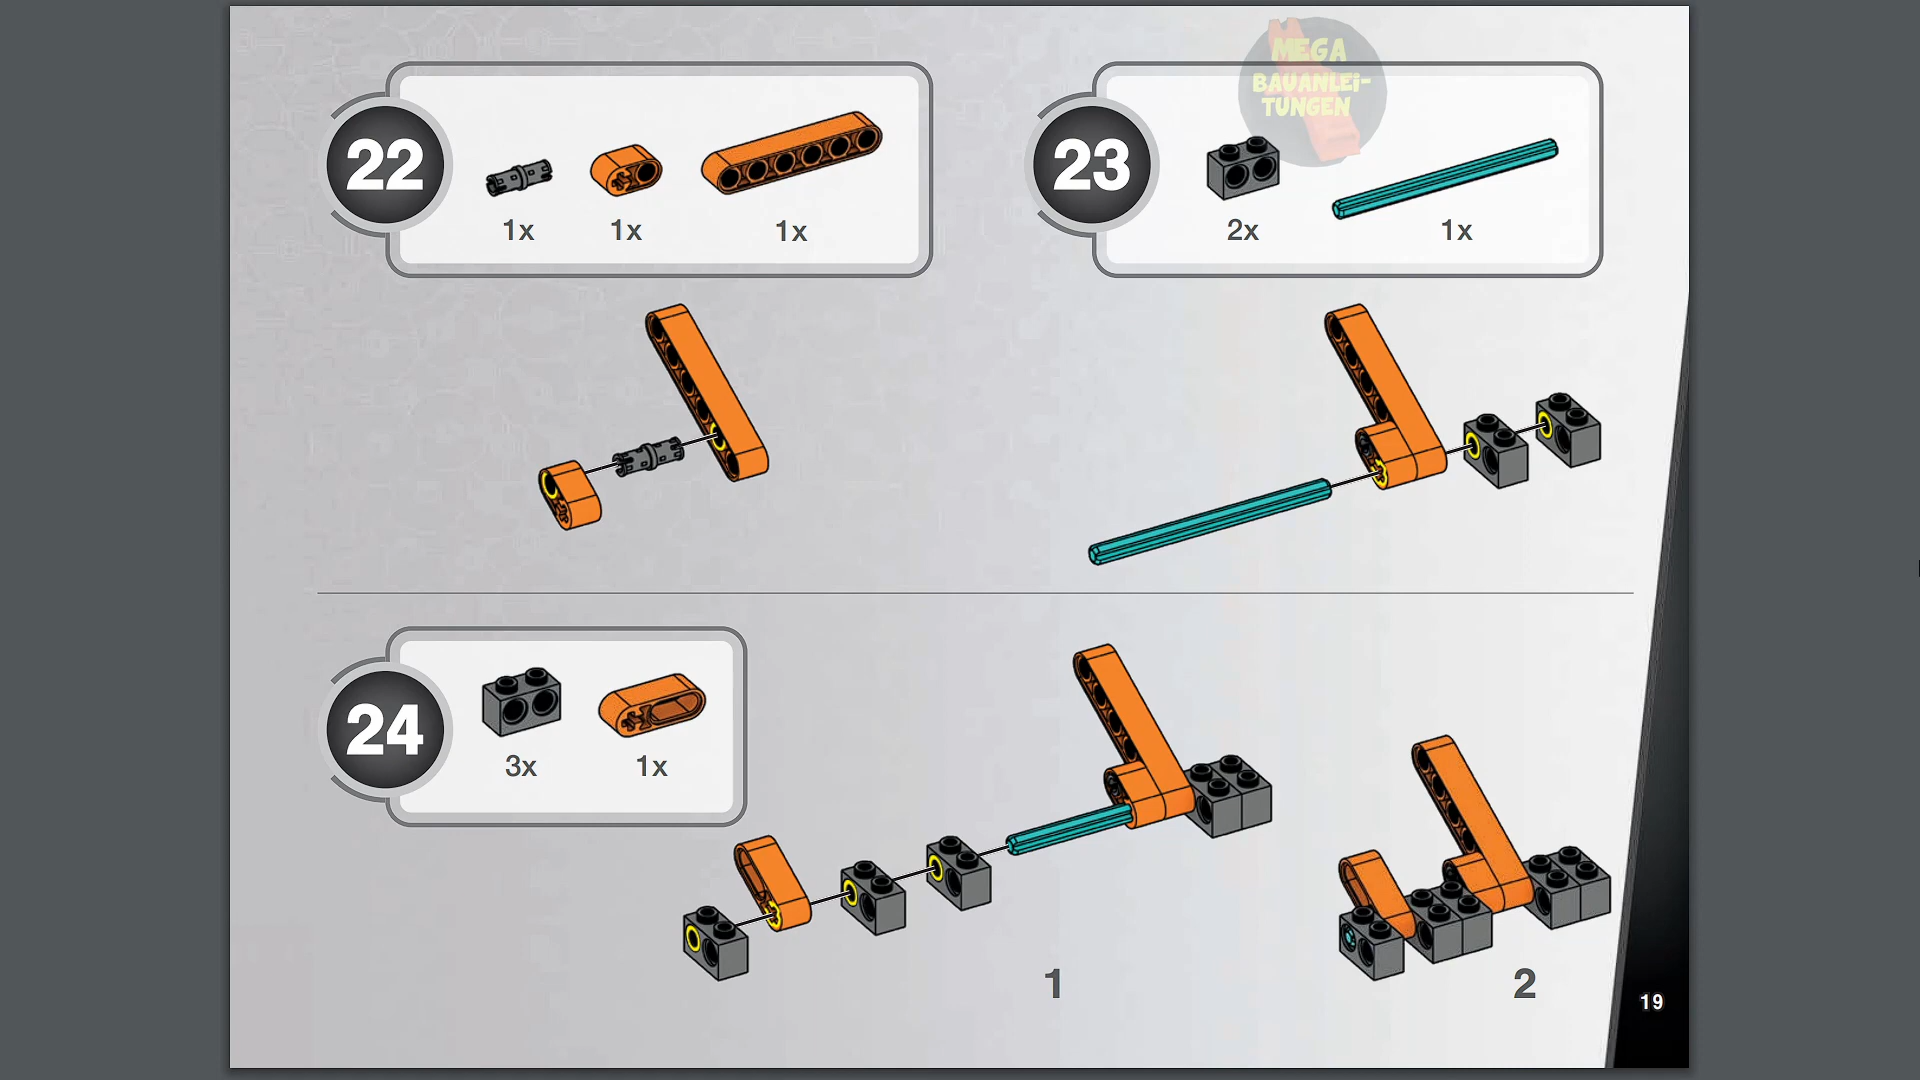 MEGA
BAUANLEi-
TUNGEN
22
1x
1x
1x
23
2x
1x
24
3x
1x
1
2
19